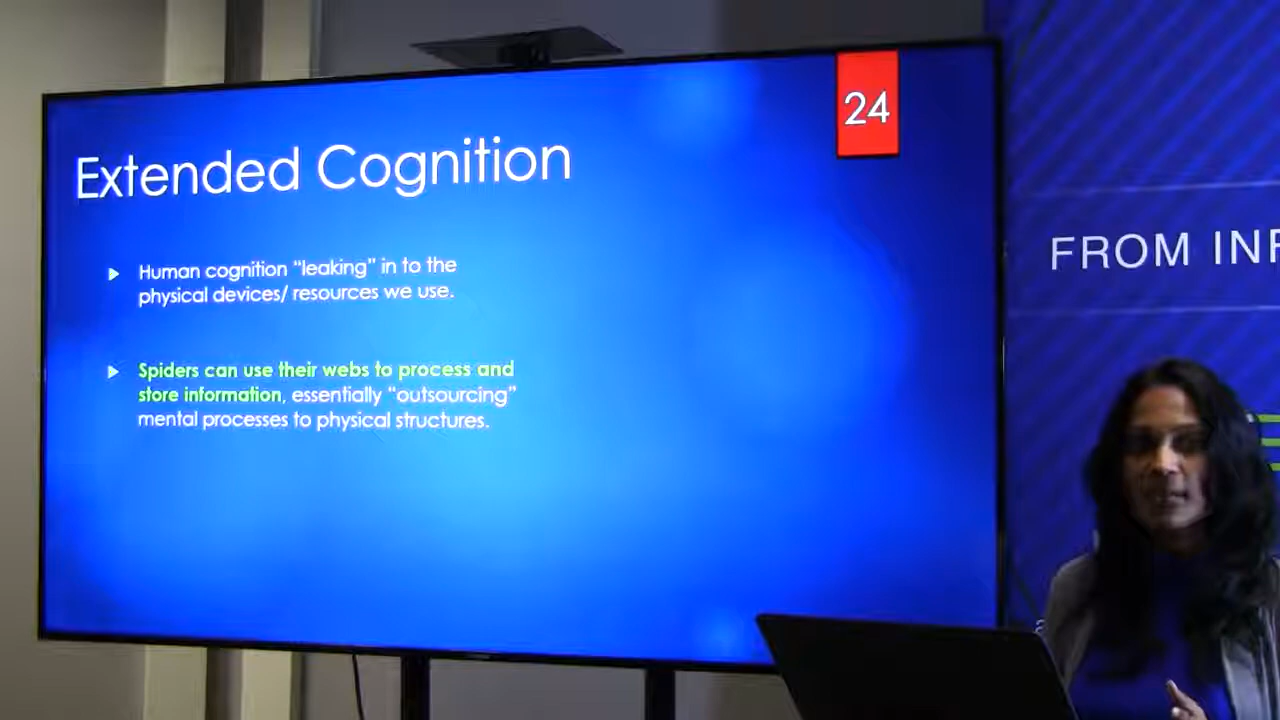 24
Extended Cognition
Human cognition “leaking” in to the
physical devices/ resources we use.
Spiders can use their webs to process and
store information, essentially “outsourcing”
mental processes to physical structures.
FROM